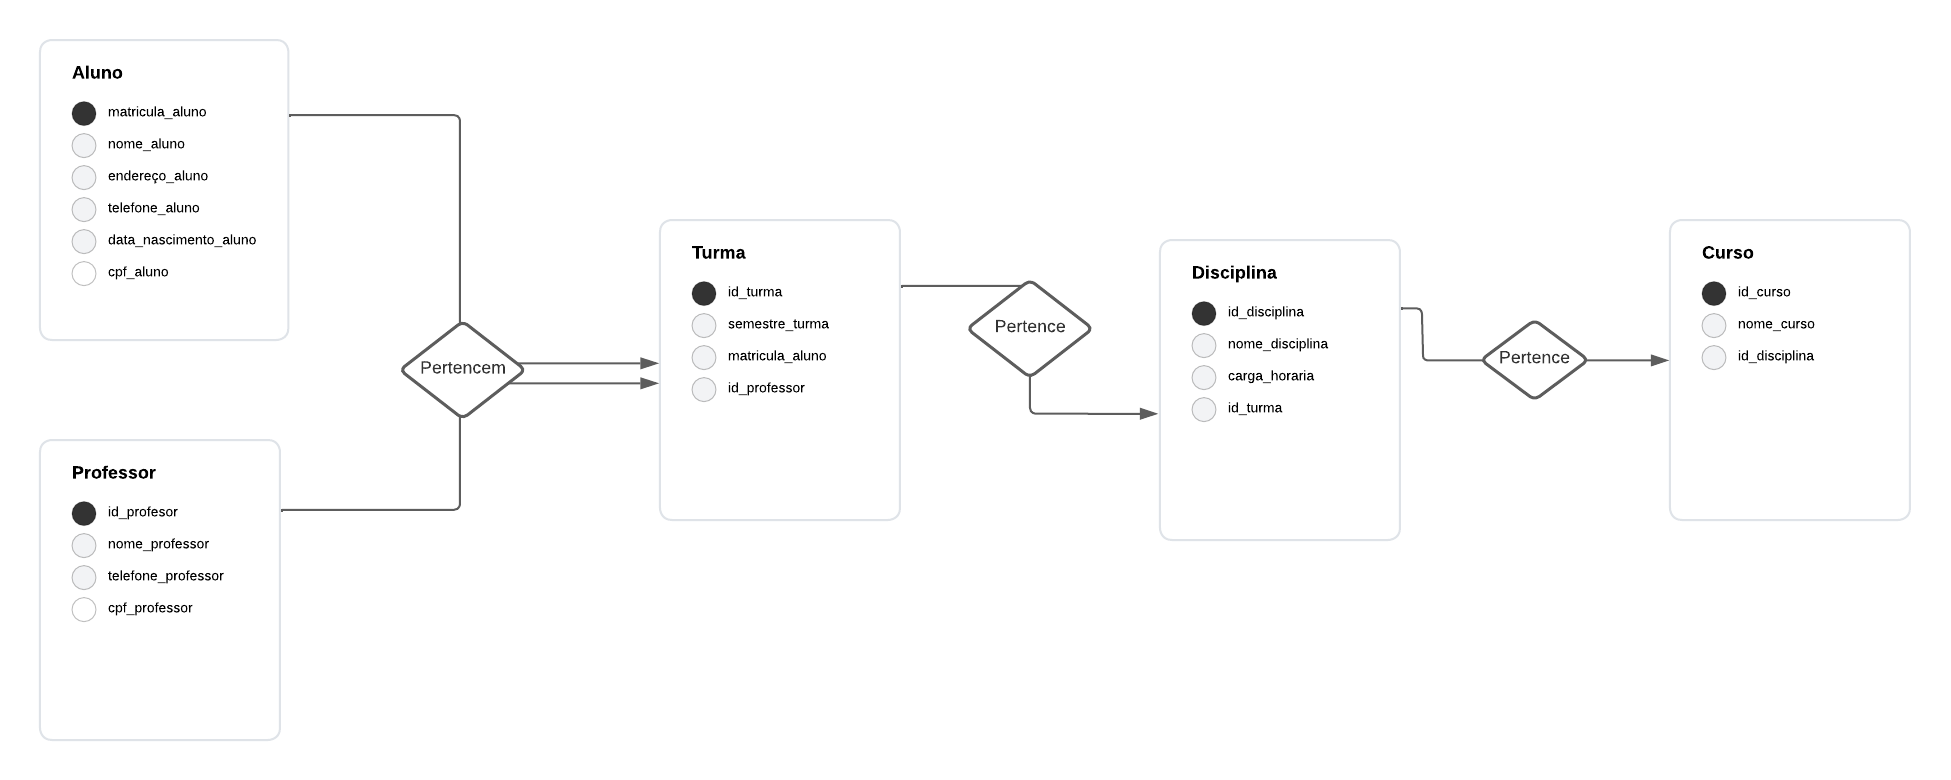 Aluno
matricula_aluno
nome_aluno
endereço_aluno
telefone_aluno
data_nascimento_aluno
cpf_aluno
Pertencem
Professor
id_profesor
nome_professor
telefone_professor
cpf_professor
Turma
id_turma
semestre_turma
matricula_aluno
id_professor
Pertence
Disciplina
id_disciplina
nome_disciplina
carga_horaria
id_turma
Pertence
Curso
id_curso
nome_curso
id_disciplina